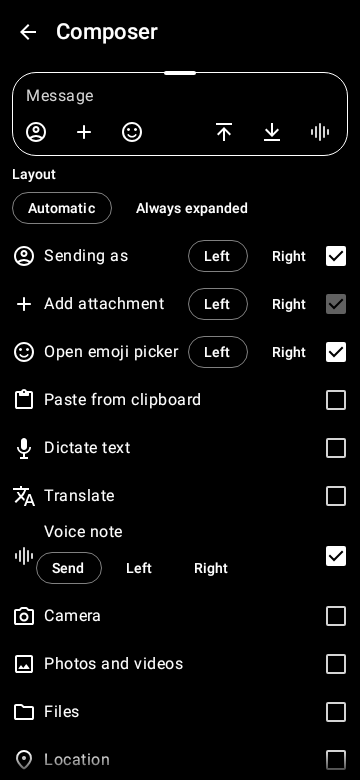 Composer
Message
Layout
Automatic Always expanded
Sending as Left Right
Add attachment Left Right
Open emoji picker Left Right
Paste from clipboard
Dictate text
Translate
Voice note
Send Left Right
Camera
Photos and videos
Files
Location